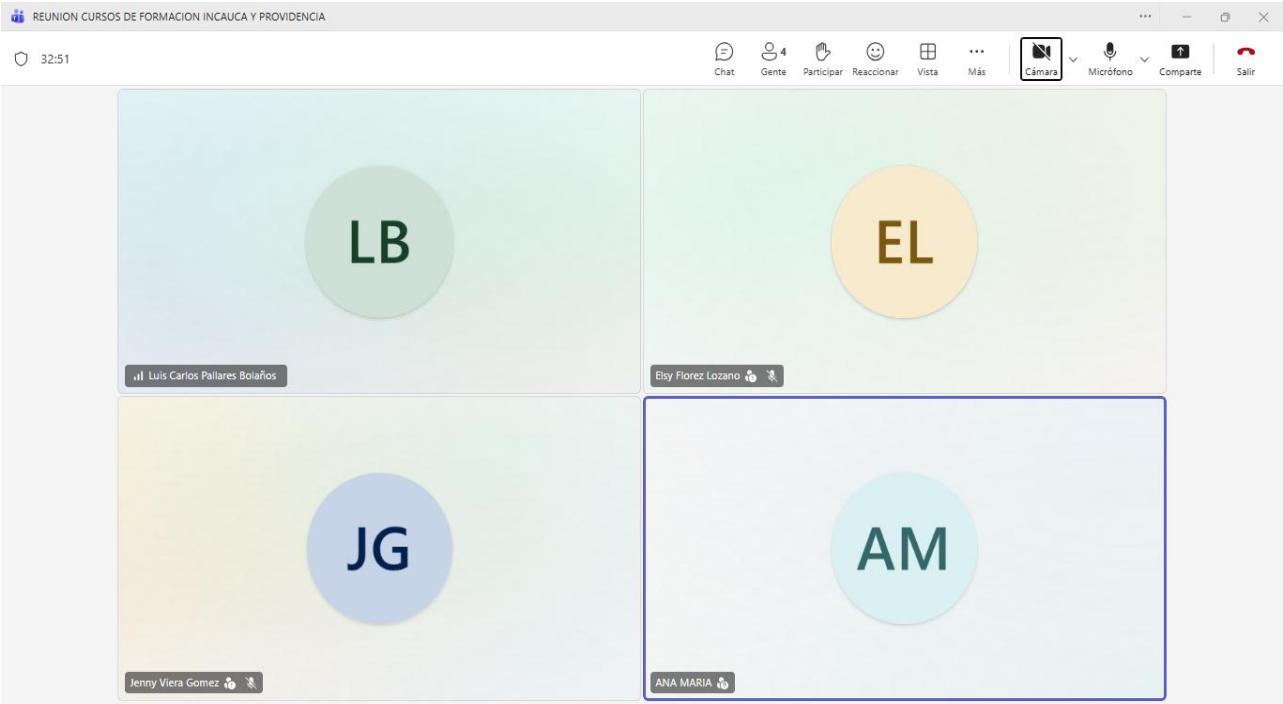 REUNION CURSOS DE FORMACION INCAUCA Y PROVIDENCIA
32:51
Chat
4
Gente
Participar
Reaccionar
Vista
Más
Cámara
Micrófono
Comparte
Salir
LB
EL
Luis Carlos Pallares Bolaños
Elsy Florez Lozano
JG
AM
Jenny Viera Gomez
ANA MARIA